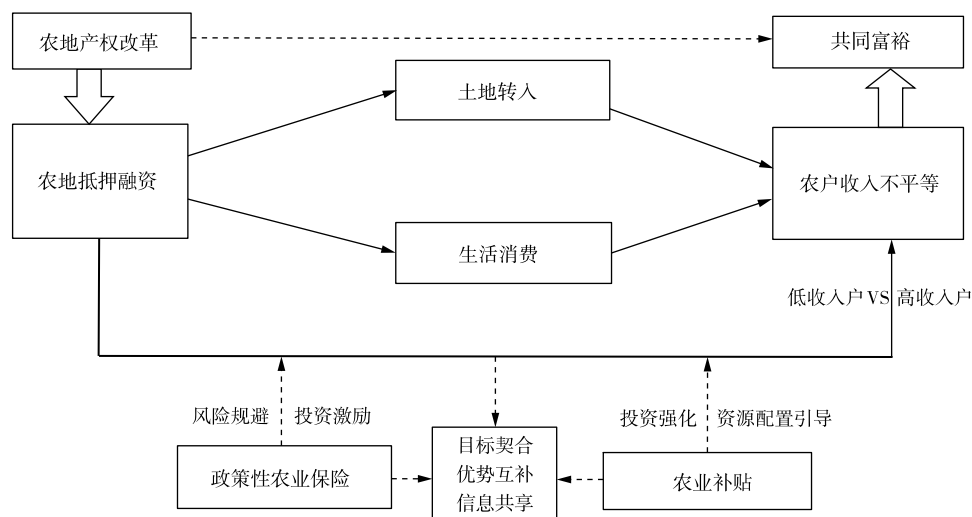 农地产权改革
共同富裕
土地转入
农地抵押融资
农户收入不平等
生活消费
低收入户 VS 高收入户
风险规避 投资激励
投资强化 资源配置引导
目标契合
优势互补
信息共享
政策性农业保险
农业补贴